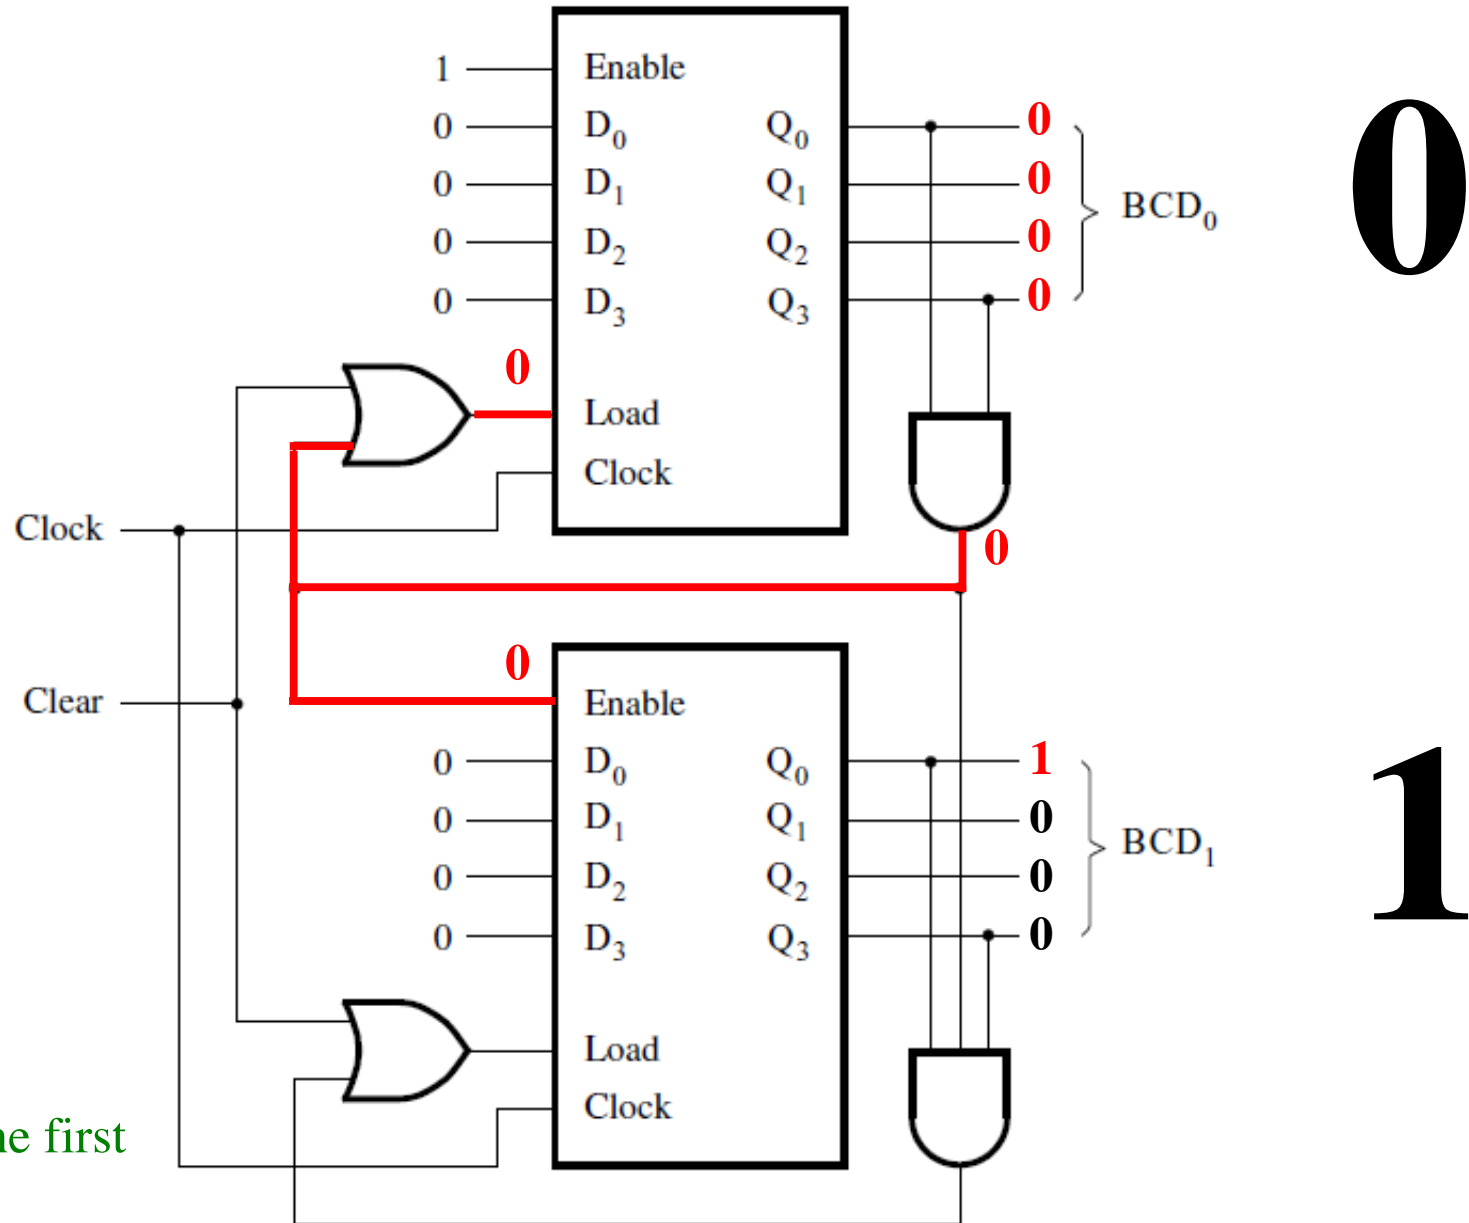 1 Enable
0 D0 Q0 0
0 D1 Q1 0
0 D2 Q2 0
0 D3 Q3 0
BCD0
0
0 Load
Clock
Clock
0
0
Enable
Clear
0 D0 Q0 1
0 D1 Q1 0
0 D2 Q2 0
0 D3 Q3 0
BCD1
1
Load
Clock
first